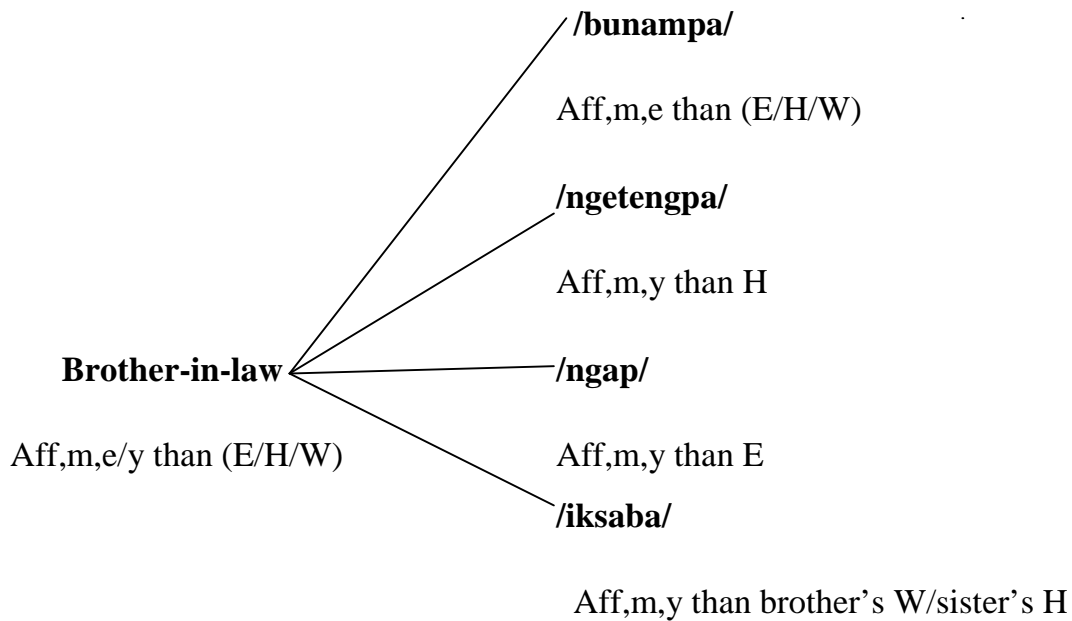 /bunampa/
Aff,m,e than (E/H/W)
/ngetengpa/
Aff,m,y than H
Brother-in-law
/ngap/
Aff,m,e/y than (E/H/W)
Aff,m,y than E
/iksaba/
Aff,m,y than brother’s W/sister’s H